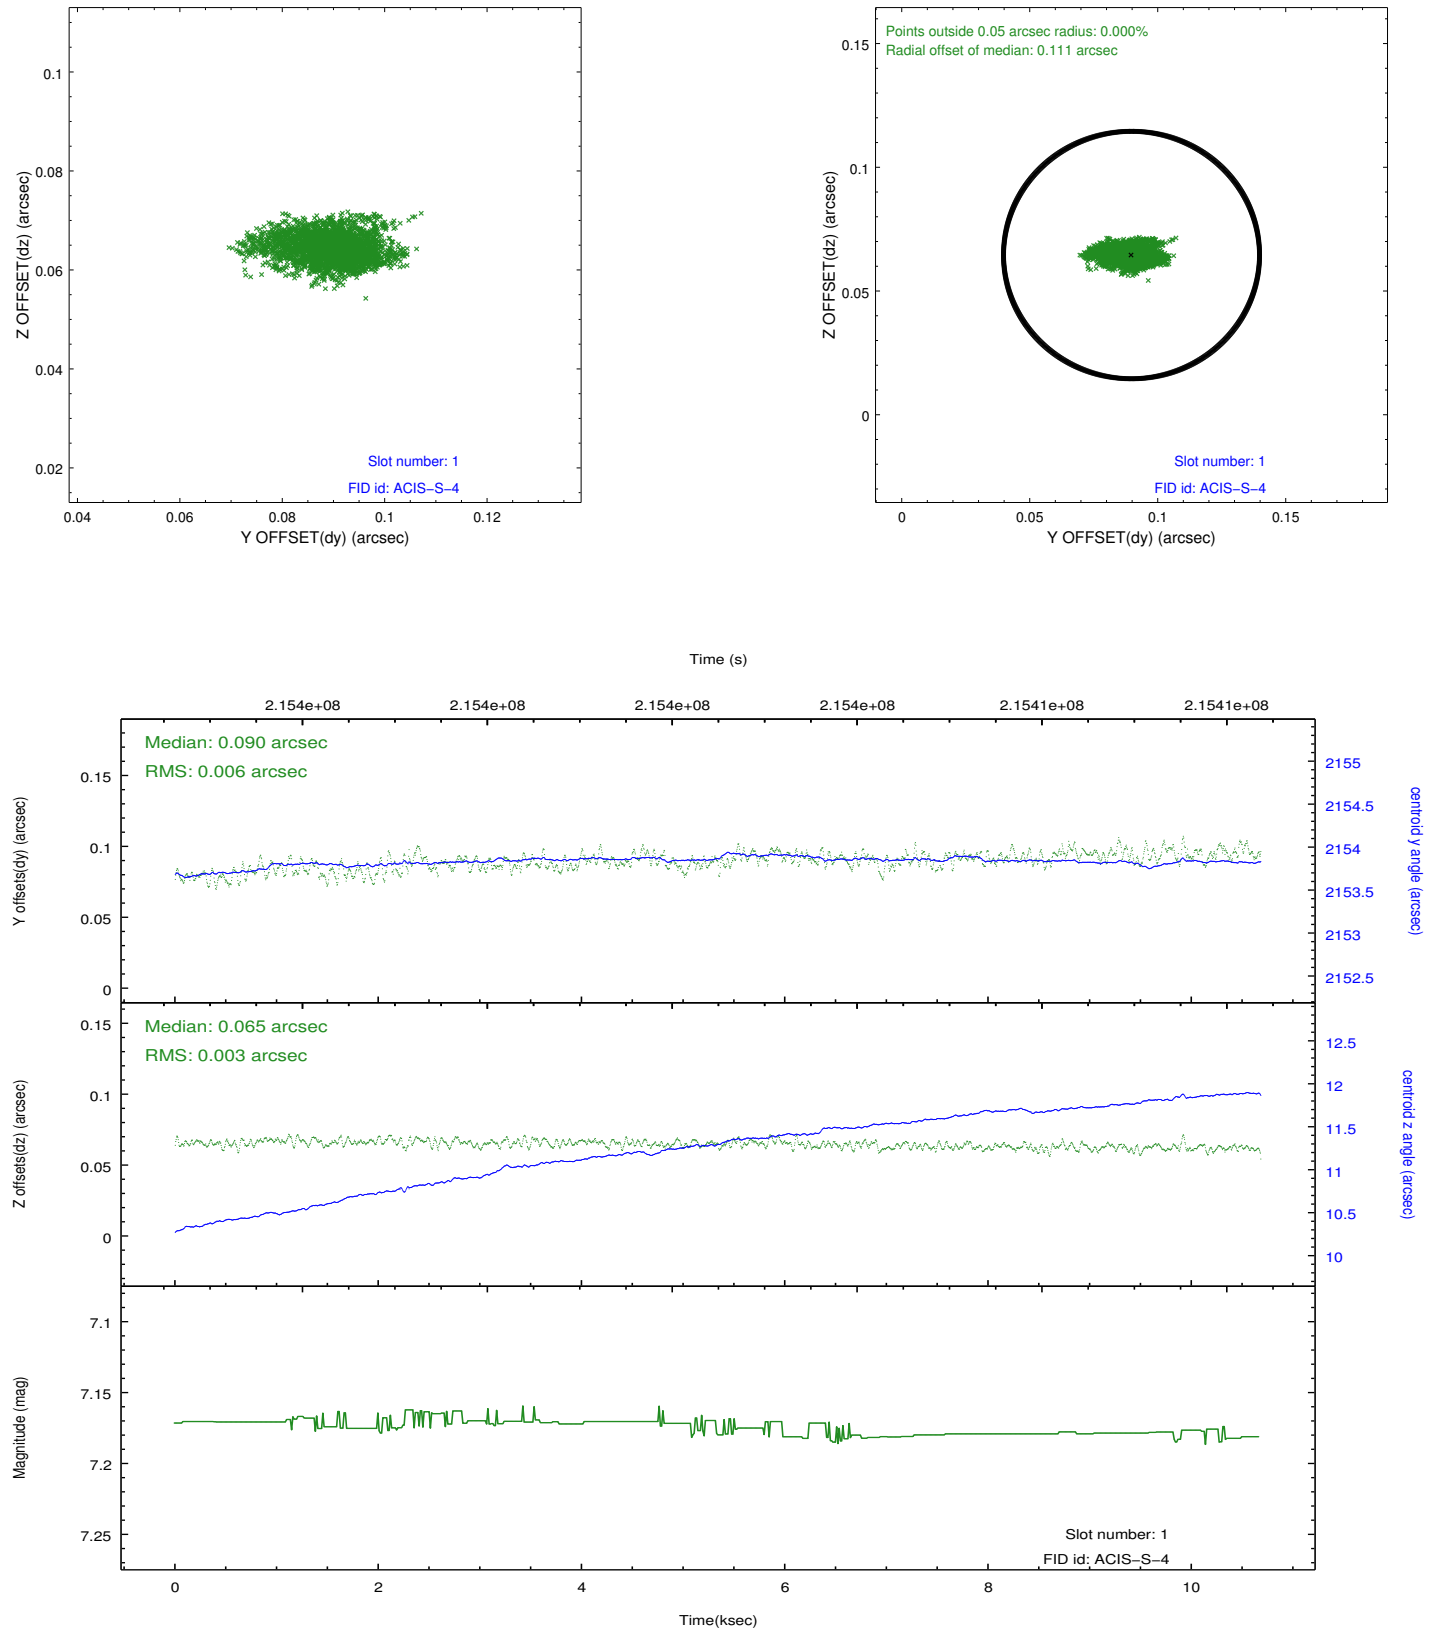 0.1
0.08
0.06
0.04
0.02
Z OFFSET(dz) (arcsec)
Slot number: 1
FID id: ACIS−S−4
0.04 0.06 0.08 0.1 0.12
Y OFFSET(dy) (arcsec)
Points outside 0.05 arcsec radius: 0.000%
Radial offset of median: 0.111 arcsec
0.15
0.1
0.05
0
Z OFFSET(dz) (arcsec)
Slot number: 1
FID id: ACIS−S−4
0 0.05 0.1 0.15
Y OFFSET(dy) (arcsec)
Time (s)
2.154e+08 2.154e+08 2.154e+08 2.154e+08 2.1541e+08 2.1541e+08
Median: 0.090 arcsec
RMS: 0.006 arcsec
0.15
0.1
0.05
0
Y offsets(dy) (arcsec)
2155
2154.5
2154
2153.5
2153
2152.5
centroid y angle (arcsec)
Median: 0.065 arcsec
RMS: 0.003 arcsec
0.15
0.1
0.05
0
Z offsets(dz) (arcsec)
12.5
12
11.5
11
10.5
10
centroid z angle (arcsec)
7.1
7.15
7.2
7.25
Magnitude (mag)
Slot number: 1
FID id: ACIS−S−4
0 2 4 6 8 10
Time(ksec)